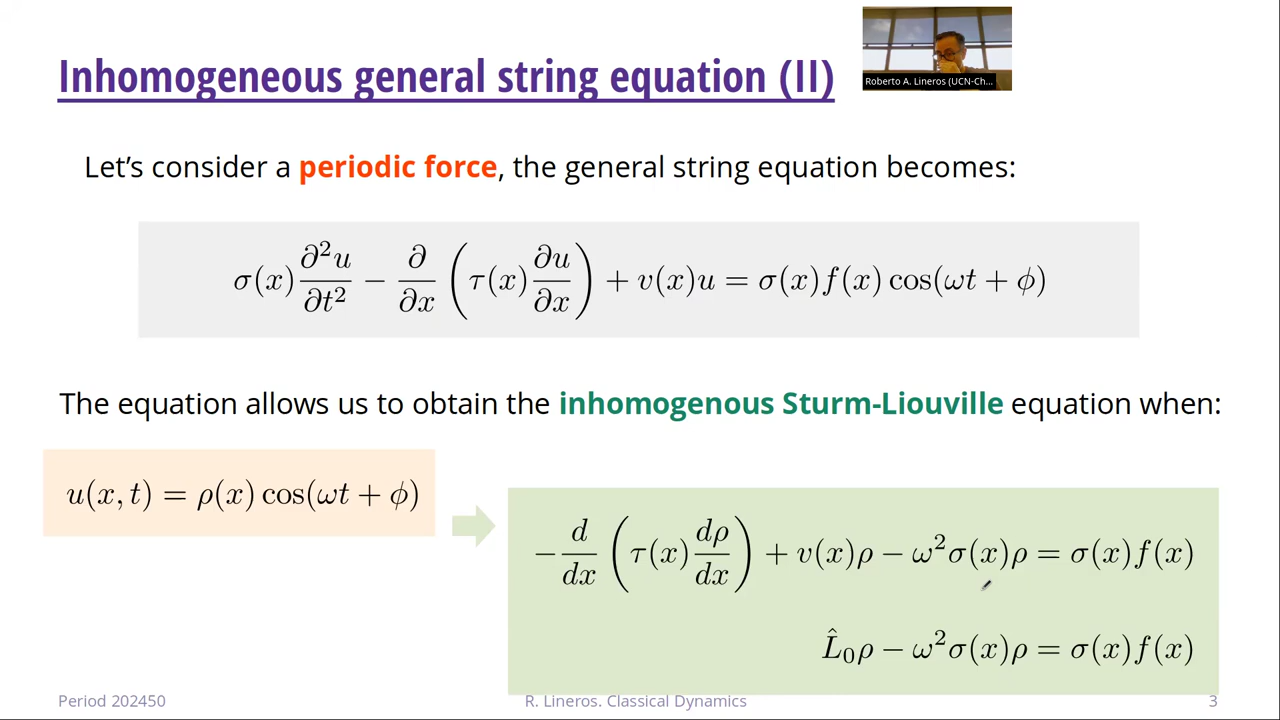 Inhomogeneous general string equation (II)
Roberto A. Lineros (UCN-Ch...
Let's consider a periodic force, the general string equation becomes:
σ(x) ∂²u/∂t² − ∂/∂x (τ(x) ∂u/∂x) + v(x)u = σ(x)f(x) cos(ωt + ϕ)
The equation allows us to obtain the inhomogenous Sturm-Liouville equation when:
u(x, t) = ρ(x) cos(ωt + ϕ)
− d/dx (τ(x) dρ/dx) + v(x)ρ − ω²σ(x)ρ = σ(x)f(x)
L̂₀ρ − ω²σ(x)ρ = σ(x)f(x)
Period 202450
R. Lineros. Classical Dynamics
3